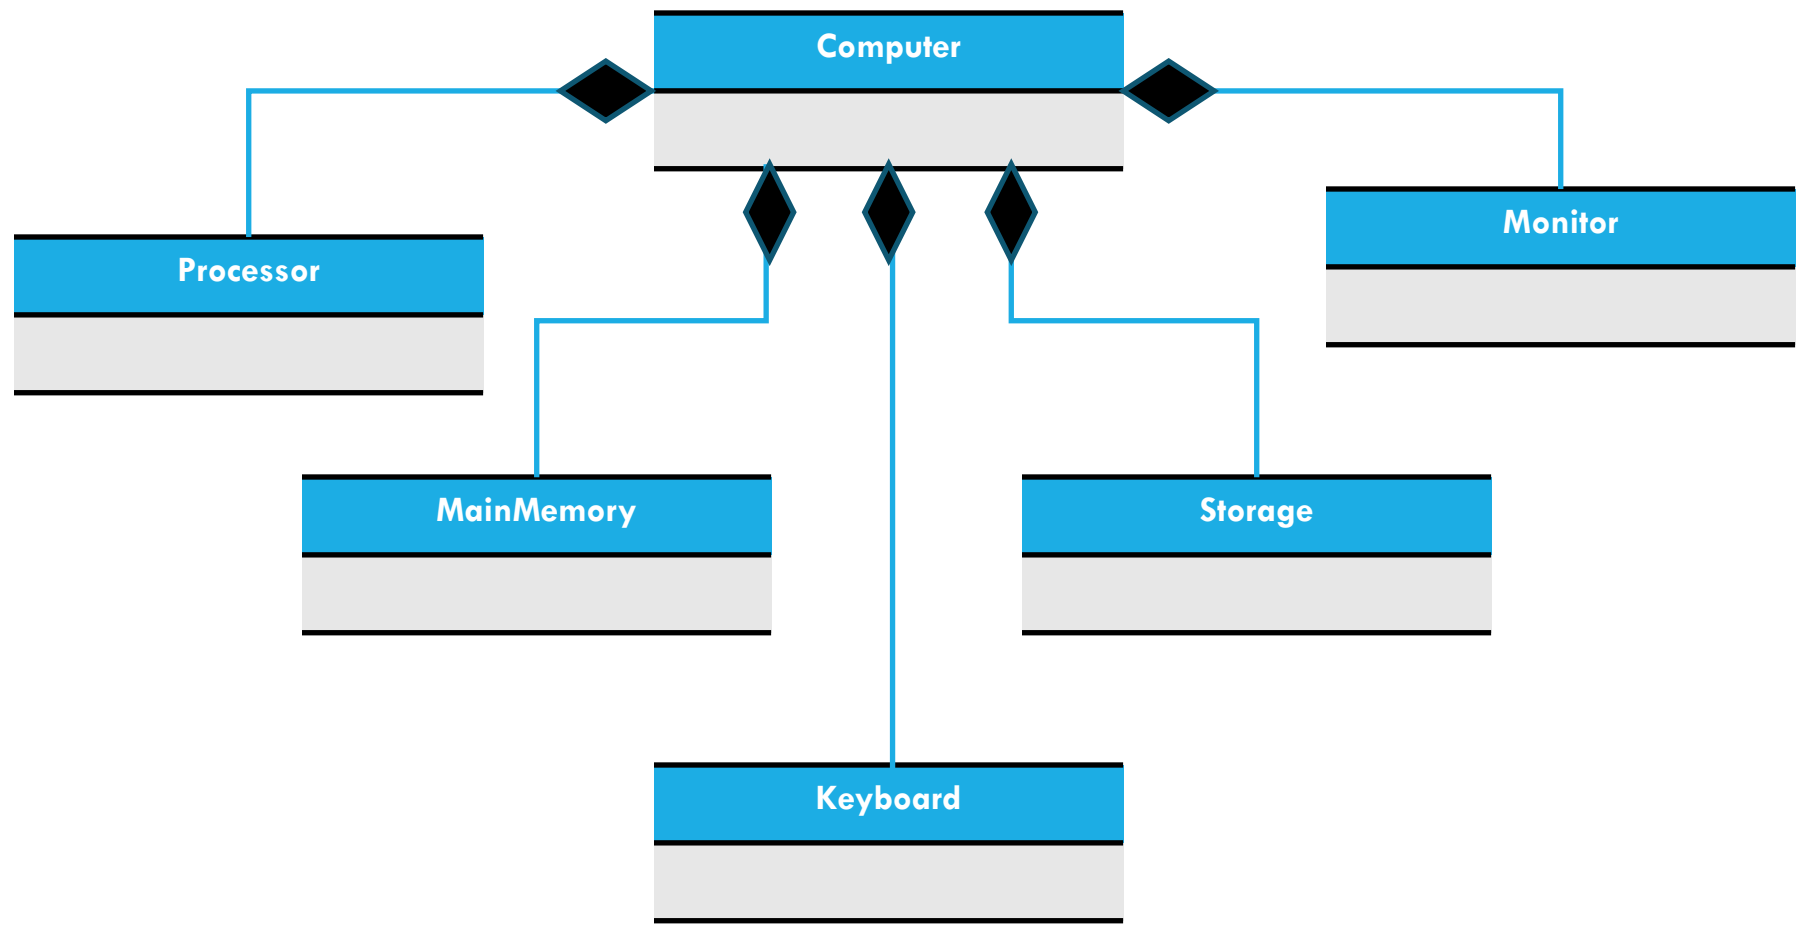 Computer
Monitor
Processor
MainMemory
Storage
Keyboard